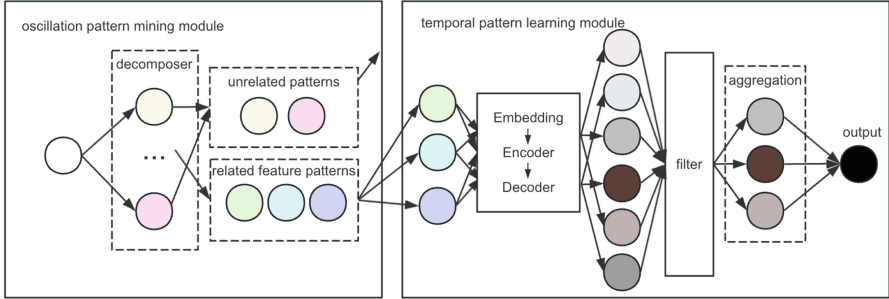 oscillation pattern mining module
decomposer
...
unrelated patterns
related feature patterns
temporal pattern learning module
Embedding
Encoder
Decoder
filter
aggregation
output